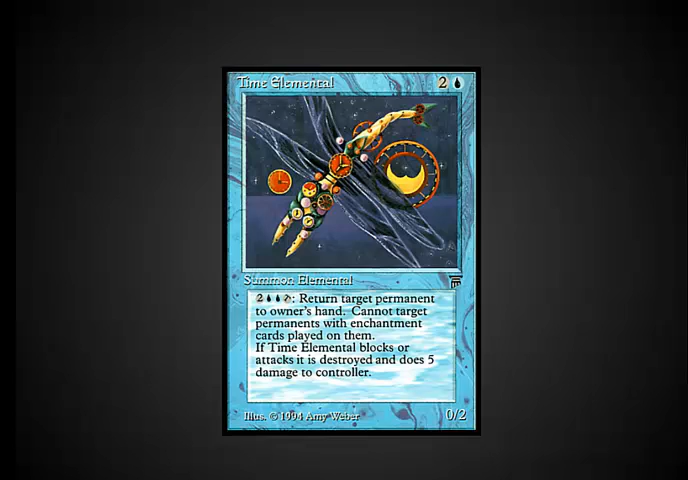 Time Elemental 2
Summon Elemental
2 : Return target permanent
to owner's hand. Cannot target
permanents with enchantment
cards played on them.
If Time Elemental blocks or
attacks it is destroyed and does 5
damage to controller.
Illus. © 1994 Amy Weber 0/2